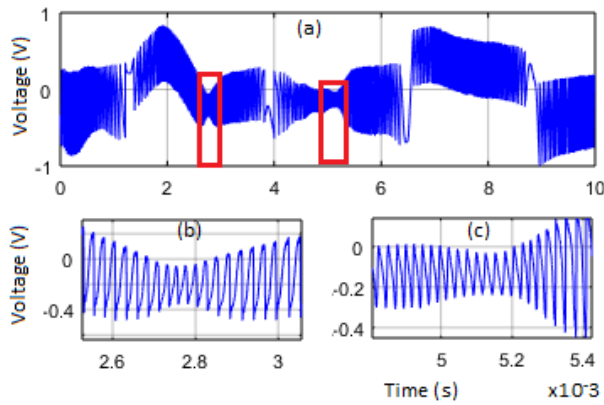 (a)
Voltage (V)
1
0
-1
0 2 4 6 8 10
(b) (c)
Voltage (V)
0
-0.4
-0
-0.2
-0.4
2.6 2.8 3
5 5.2 5.4
Time (s) x10-3